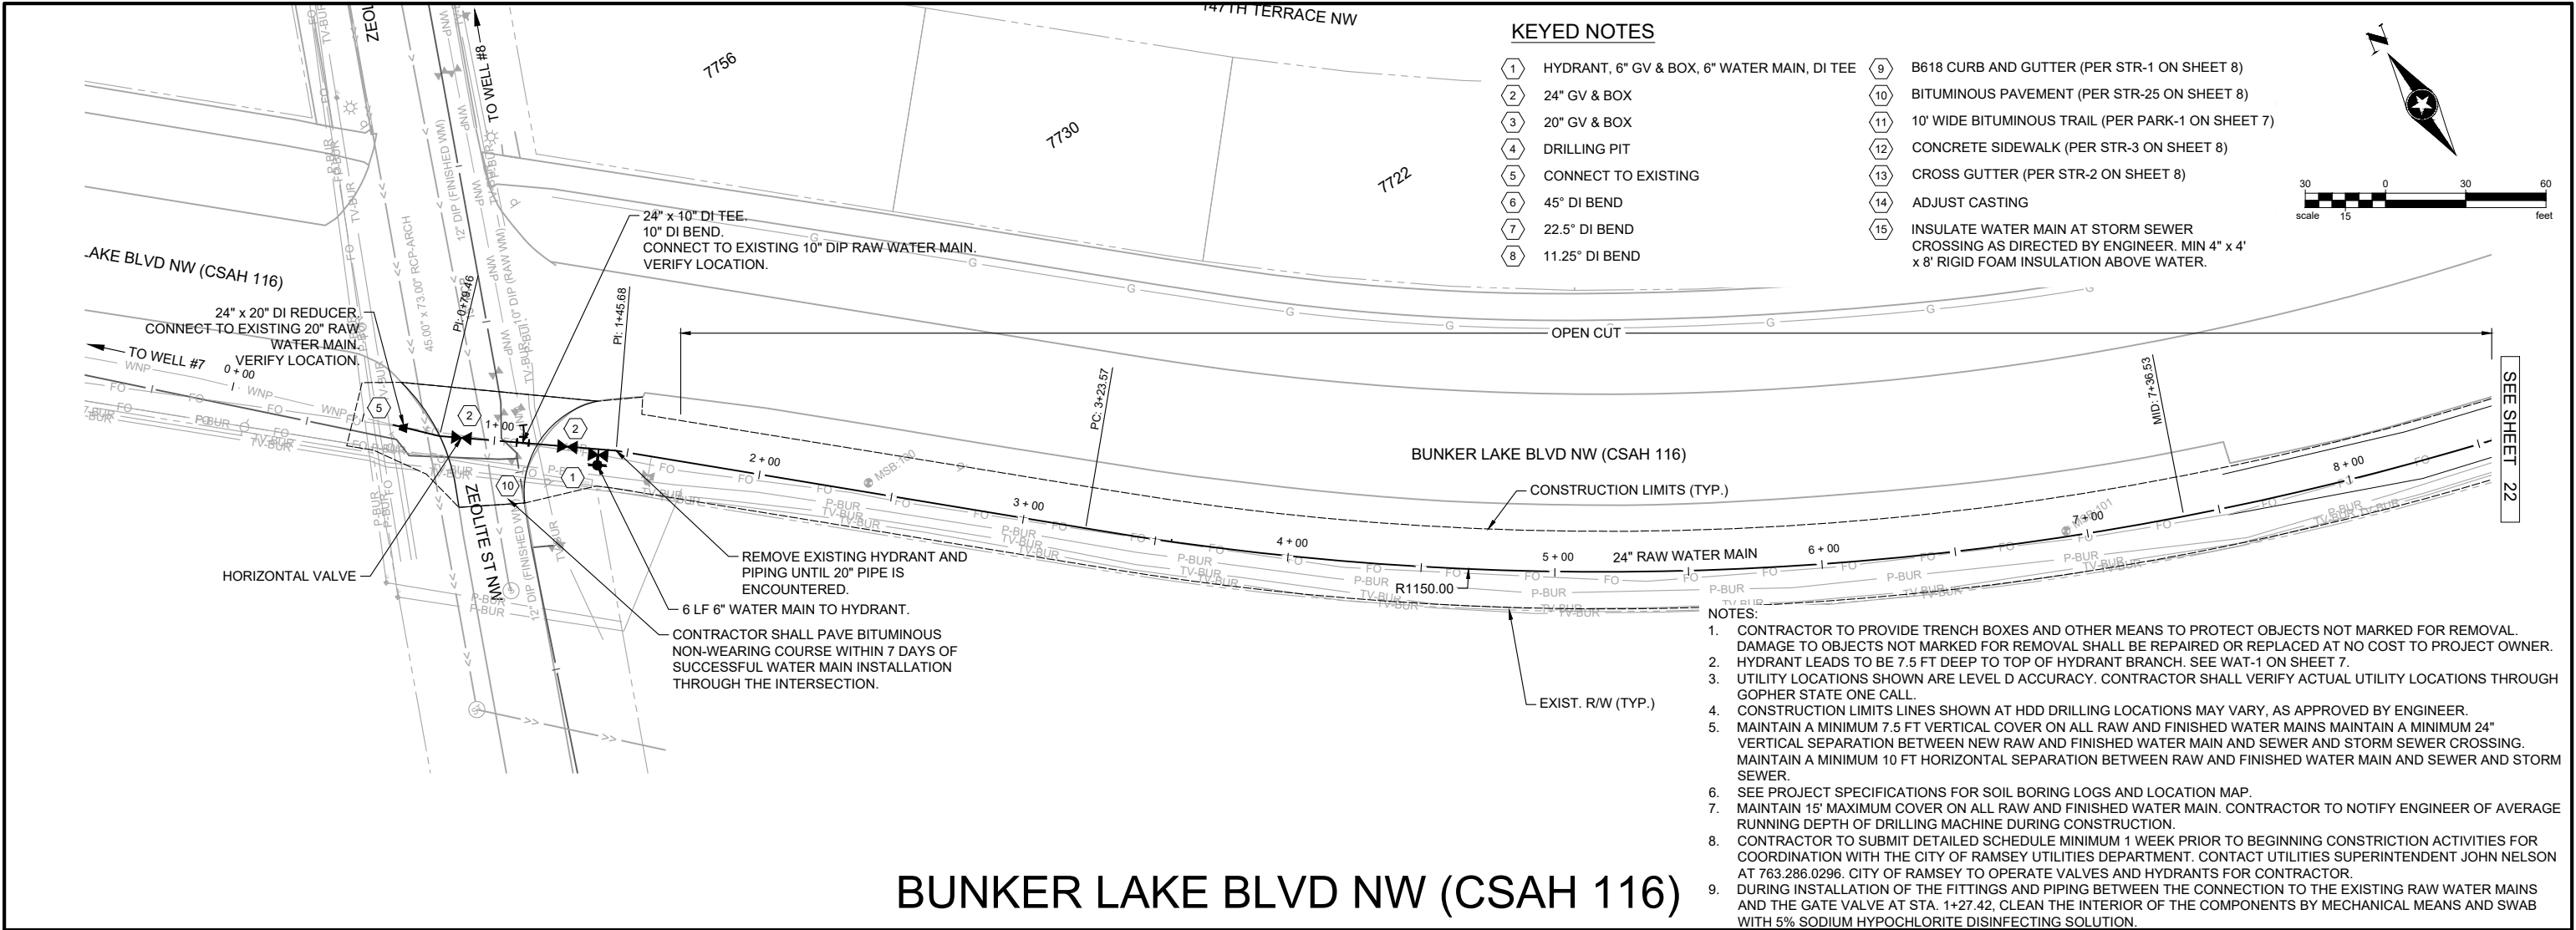 147TH TERRACE NW
7756
7730
7722
TO WELL #8
KEYED NOTES
1 HYDRANT, 6" GV & BOX, 6" WATER MAIN, DI TEE
2 24" GV & BOX
3 20" GV & BOX
4 DRILLING PIT
5 CONNECT TO EXISTING
6 45° DI BEND
7 22.5° DI BEND
8 11.25° DI BEND
9 B618 CURB AND GUTTER (PER STR-1 ON SHEET 8)
10 BITUMINOUS PAVEMENT (PER STR-25 ON SHEET 8)
11 10' WIDE BITUMINOUS TRAIL (PER PARK-1 ON SHEET 7)
12 CONCRETE SIDEWALK (PER STR-3 ON SHEET 8)
13 CROSS GUTTER (PER STR-2 ON SHEET 8)
14 ADJUST CASTING
15 INSULATE WATER MAIN AT STORM SEWER
CROSSING AS DIRECTED BY ENGINEER. MIN 4" x 4'
x 8' RIGID FOAM INSULATION ABOVE WATER.
N
30 0 30 60
scale 15 feet
24" x 10" DI TEE.
10" DI BEND.
CONNECT TO EXISTING 10" DIP RAW WATER MAIN.
VERIFY LOCATION.
LAKE BLVD NW (CSAH 116)
24" x 20" DI REDUCER.
CONNECT TO EXISTING 20" RAW
WATER MAIN.
VERIFY LOCATION.
TO WELL #7
45.00" x 73.00" RCP-ARCH
12" DIP (FINISHED WM)
PI: 0+79.46
PI: 1+45.68
OPEN CUT
PC: 3+23.57
MID: 7+36.53
SEE SHEET 22
0 + 00
1 + 00
2 + 00
3 + 00
4 + 00
5 + 00
6 + 00
7 + 00
8 + 00
5
2
2
1
10
MSB-100
MSB-101
BUNKER LAKE BLVD NW (CSAH 116)
CONSTRUCTION LIMITS (TYP.)
24" RAW WATER MAIN
R1150.00
EXIST. R/W (TYP.)
ZEOLITE ST NW
HORIZONTAL VALVE
REMOVE EXISTING HYDRANT AND
PIPING UNTIL 20" PIPE IS
ENCOUNTERED.
6 LF 6" WATER MAIN TO HYDRANT.
CONTRACTOR SHALL PAVE BITUMINOUS
NON-WEARING COURSE WITHIN 7 DAYS OF
SUCCESSFUL WATER MAIN INSTALLATION
THROUGH THE INTERSECTION.
NOTES:
1. CONTRACTOR TO PROVIDE TRENCH BOXES AND OTHER MEANS TO PROTECT OBJECTS NOT MARKED FOR REMOVAL.
DAMAGE TO OBJECTS NOT MARKED FOR REMOVAL SHALL BE REPAIRED OR REPLACED AT NO COST TO PROJECT OWNER.
2. HYDRANT LEADS TO BE 7.5 FT DEEP TO TOP OF HYDRANT BRANCH. SEE WAT-1 ON SHEET 7.
3. UTILITY LOCATIONS SHOWN ARE LEVEL D ACCURACY. CONTRACTOR SHALL VERIFY ACTUAL UTILITY LOCATIONS THROUGH
GOPHER STATE ONE CALL.
4. CONSTRUCTION LIMITS LINES SHOWN AT HDD DRILLING LOCATIONS MAY VARY, AS APPROVED BY ENGINEER.
5. MAINTAIN A MINIMUM 7.5 FT VERTICAL COVER ON ALL RAW AND FINISHED WATER MAINS MAINTAIN A MINIMUM 24"
VERTICAL SEPARATION BETWEEN NEW RAW AND FINISHED WATER MAIN AND SEWER AND STORM SEWER CROSSING.
MAINTAIN A MINIMUM 10 FT HORIZONTAL SEPARATION BETWEEN RAW AND FINISHED WATER MAIN AND SEWER AND STORM
SEWER.
6. SEE PROJECT SPECIFICATIONS FOR SOIL BORING LOGS AND LOCATION MAP.
7. MAINTAIN 15' MAXIMUM COVER ON ALL RAW AND FINISHED WATER MAIN. CONTRACTOR TO NOTIFY ENGINEER OF AVERAGE
RUNNING DEPTH OF DRILLING MACHINE DURING CONSTRUCTION.
8. CONTRACTOR TO SUBMIT DETAILED SCHEDULE MINIMUM 1 WEEK PRIOR TO BEGINNING CONSTRICTION ACTIVITIES FOR
COORDINATION WITH THE CITY OF RAMSEY UTILITIES DEPARTMENT. CONTACT UTILITIES SUPERINTENDENT JOHN NELSON
AT 763.286.0296. CITY OF RAMSEY TO OPERATE VALVES AND HYDRANTS FOR CONTRACTOR.
9. DURING INSTALLATION OF THE FITTINGS AND PIPING BETWEEN THE CONNECTION TO THE EXISTING RAW WATER MAINS
AND THE GATE VALVE AT STA. 1+27.42, CLEAN THE INTERIOR OF THE COMPONENTS BY MECHANICAL MEANS AND SWAB
WITH 5% SODIUM HYPOCHLORITE DISINFECTING SOLUTION.
BUNKER LAKE BLVD NW (CSAH 116)